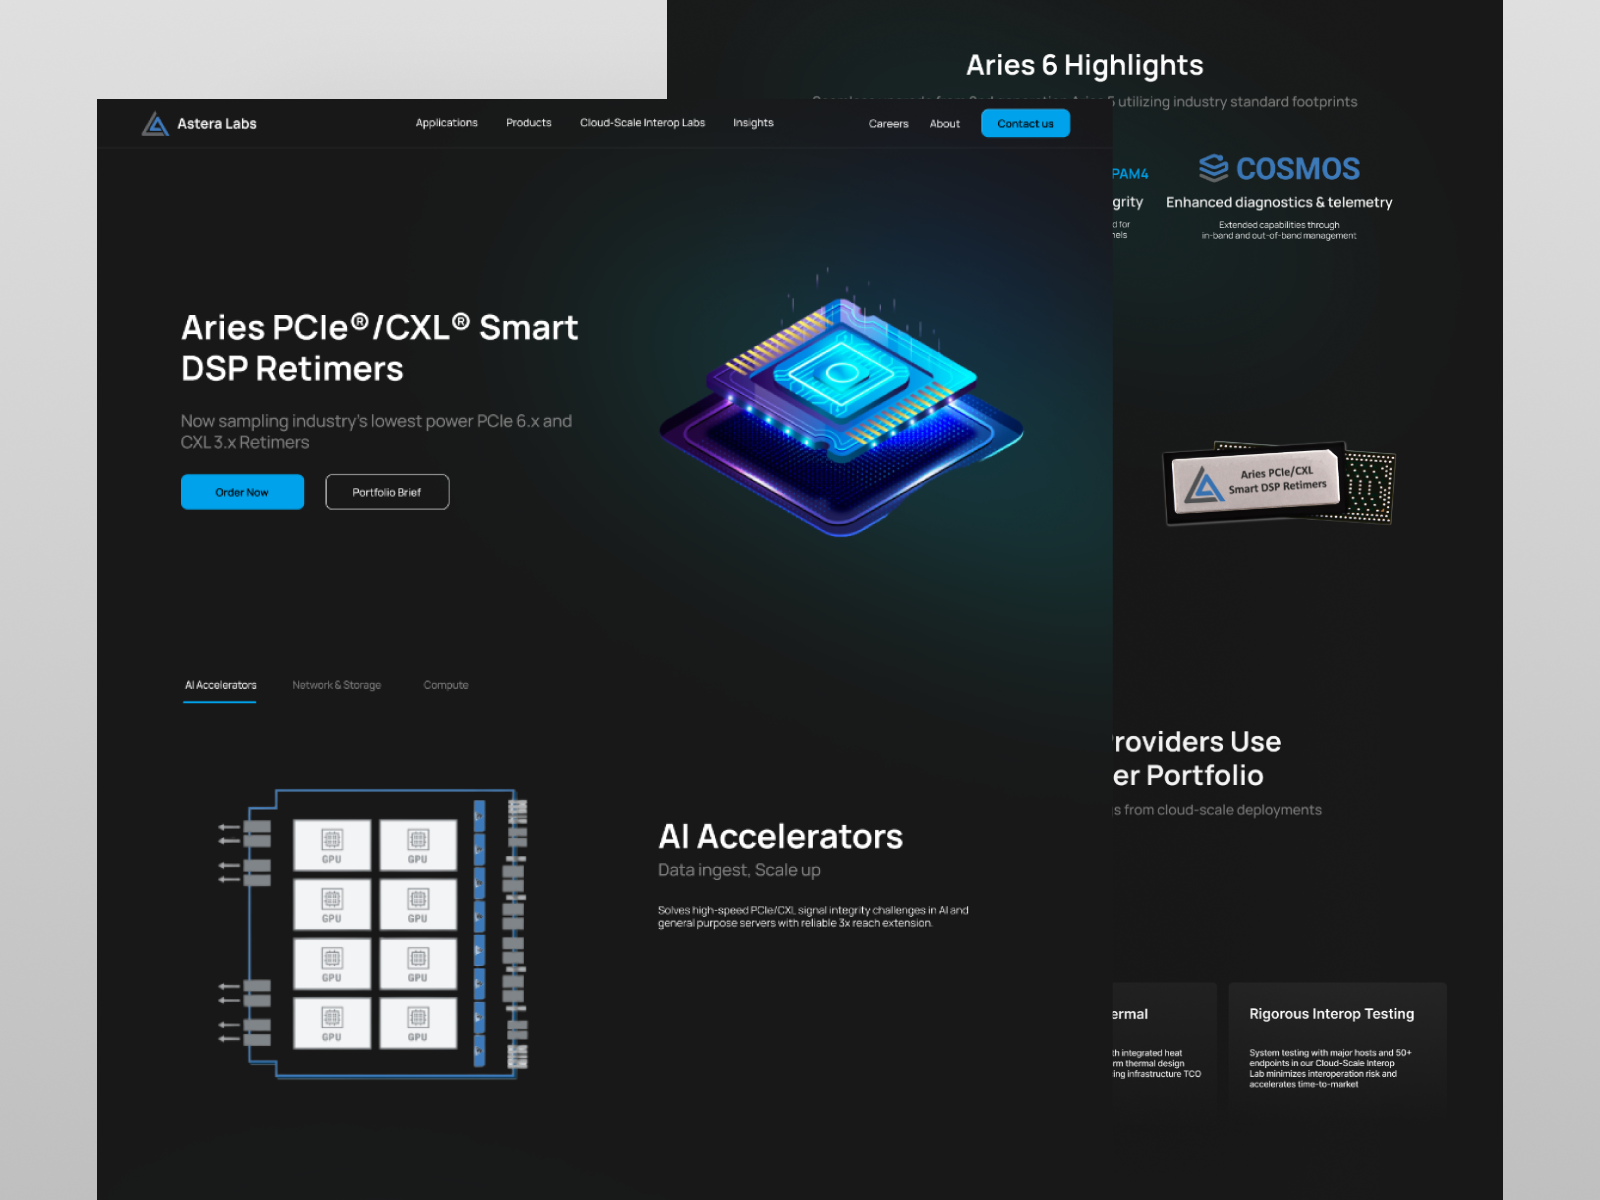 Astera Labs
Applications
Products
Cloud-Scale Interop Labs
Insights
Careers
About
Contact us
Aries PCIe®/CXL® Smart
DSP Retimers
Now sampling industry's lowest power PCIe 6.x and
CXL 3.x Retimers
Order Now
Portfolio Brief
AI Accelerators
Network & Storage
Compute
GPU
GPU
GPU
GPU
GPU
GPU
GPU
GPU
AI Accelerators
Data ingest, Scale up
Solves high-speed PCIe/CXL signal integrity challenges in AI and
general purpose servers with reliable 3x reach extension.
Aries 6 Highlights
utilizing industry standard footprints
PAM4
grity
d for
nels
COSMOS
Enhanced diagnostics & telemetry
Extended capabilities through
in-band and out-of-band management
Aries PCIe/CXL
Smart DSP Retimers
roviders Use
er Portfolio
s from cloud-scale deployments
ermal
th integrated heat
rm thermal design
ing infrastructure TCO
Rigorous Interop Testing
System testing with major hosts and 50+
endpoints in our Cloud-Scale Interop
Lab minimizes interoperation risk and
accelerates time-to-market